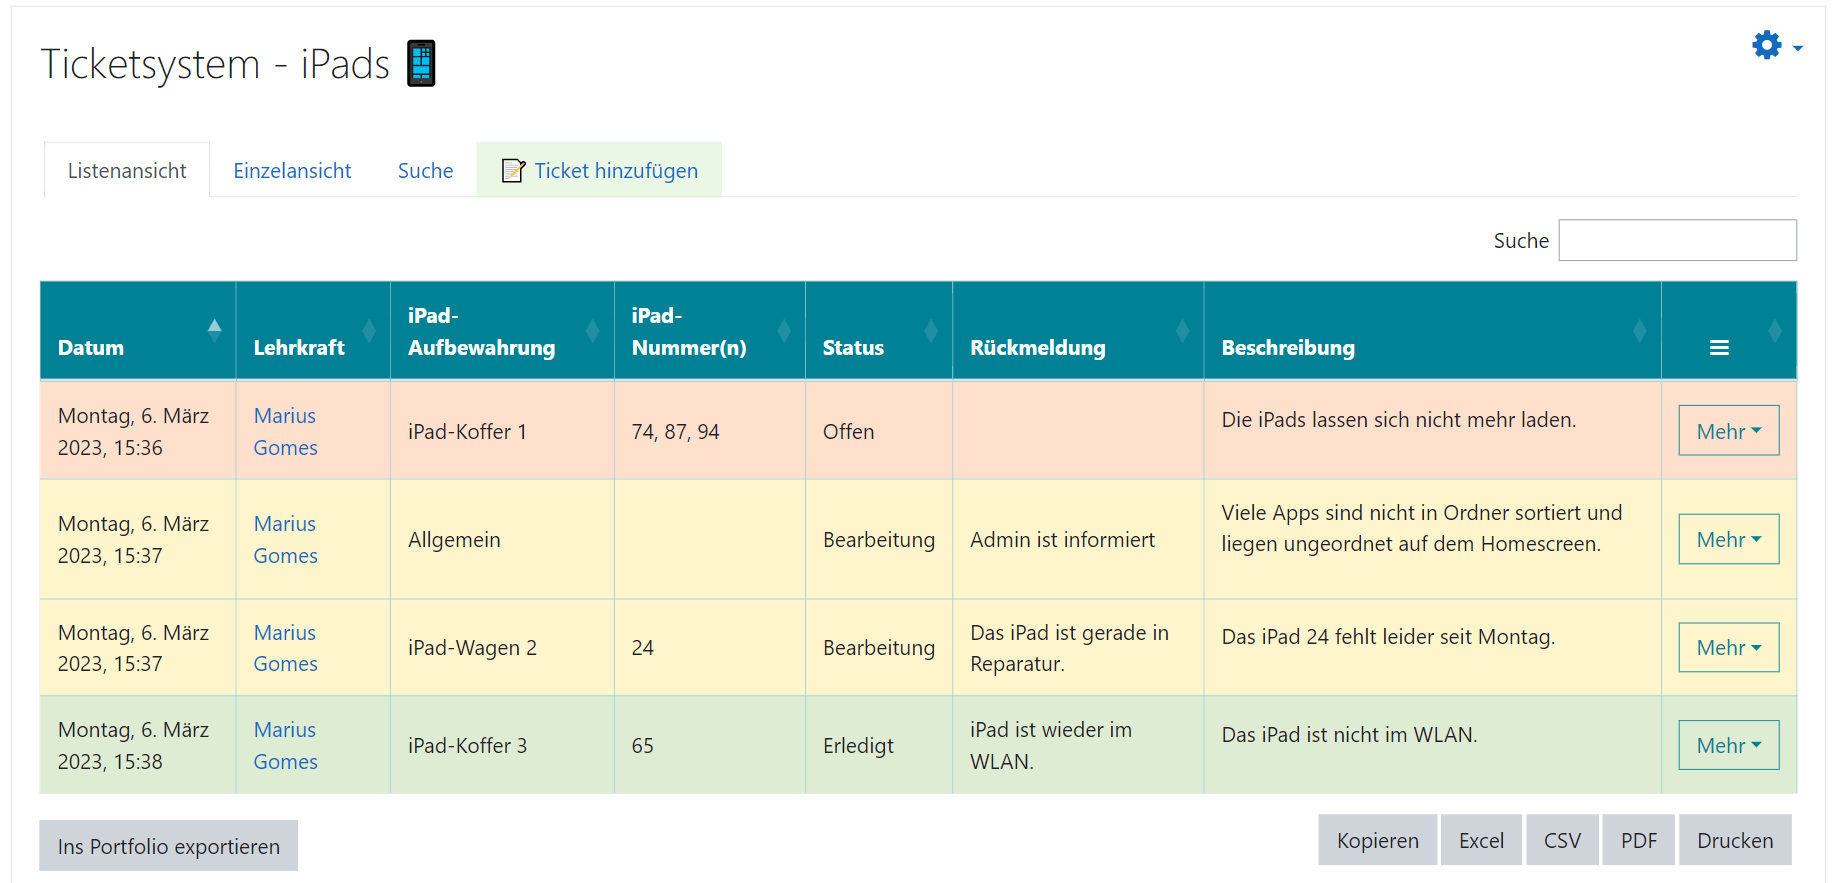 Ticketsystem - iPads
Listenansicht
Einzelansicht
Suche
Ticket hinzufügen
Suche
Datum
Lehrkraft
iPad-
Aufbewahrung
iPad-
Nummer(n)
Status
Rückmeldung
Beschreibung
Montag, 6. März
2023, 15:36
Marius
Gomes
iPad-Koffer 1
74, 87, 94
Offen
Die iPads lassen sich nicht mehr laden.
Mehr
Montag, 6. März
2023, 15:37
Marius
Gomes
Allgemein
Bearbeitung
Admin ist informiert
Viele Apps sind nicht in Ordner sortiert und
liegen ungeordnet auf dem Homescreen.
Mehr
Montag, 6. März
2023, 15:37
Marius
Gomes
iPad-Wagen 2
24
Bearbeitung
Das iPad ist gerade in
Reparatur.
Das iPad 24 fehlt leider seit Montag.
Mehr
Montag, 6. März
2023, 15:38
Marius
Gomes
iPad-Koffer 3
65
Erledigt
iPad ist wieder im
WLAN.
Das iPad ist nicht im WLAN.
Mehr
Ins Portfolio exportieren
Kopieren
Excel
CSV
PDF
Drucken